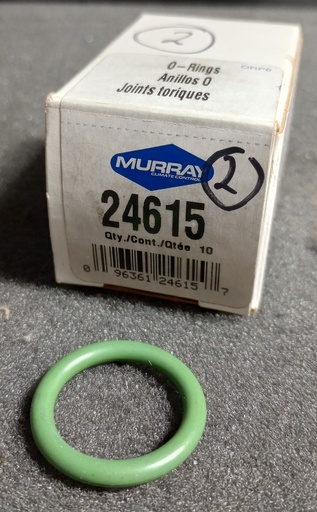 2
O-Rings
Anillos O
Joints toriques
MURRAY
CLIMATE CONTROL
2
24615
Qty./Cont./Qtée 10
0 96361 24615 7